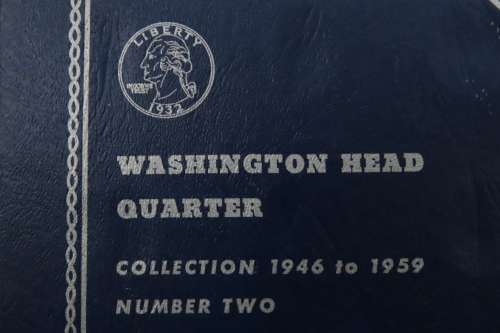 LIBERTY
IN GOD WE
TRUST
1932
WASHINGTON HEAD
QUARTER
COLLECTION 1946 to 1959
NUMBER TWO